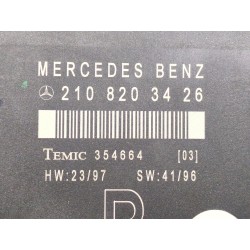 MERCEDES BENZ
210 820 34 26
TEMIC 354664 [03]
HW:23/97 SW:41/96
R